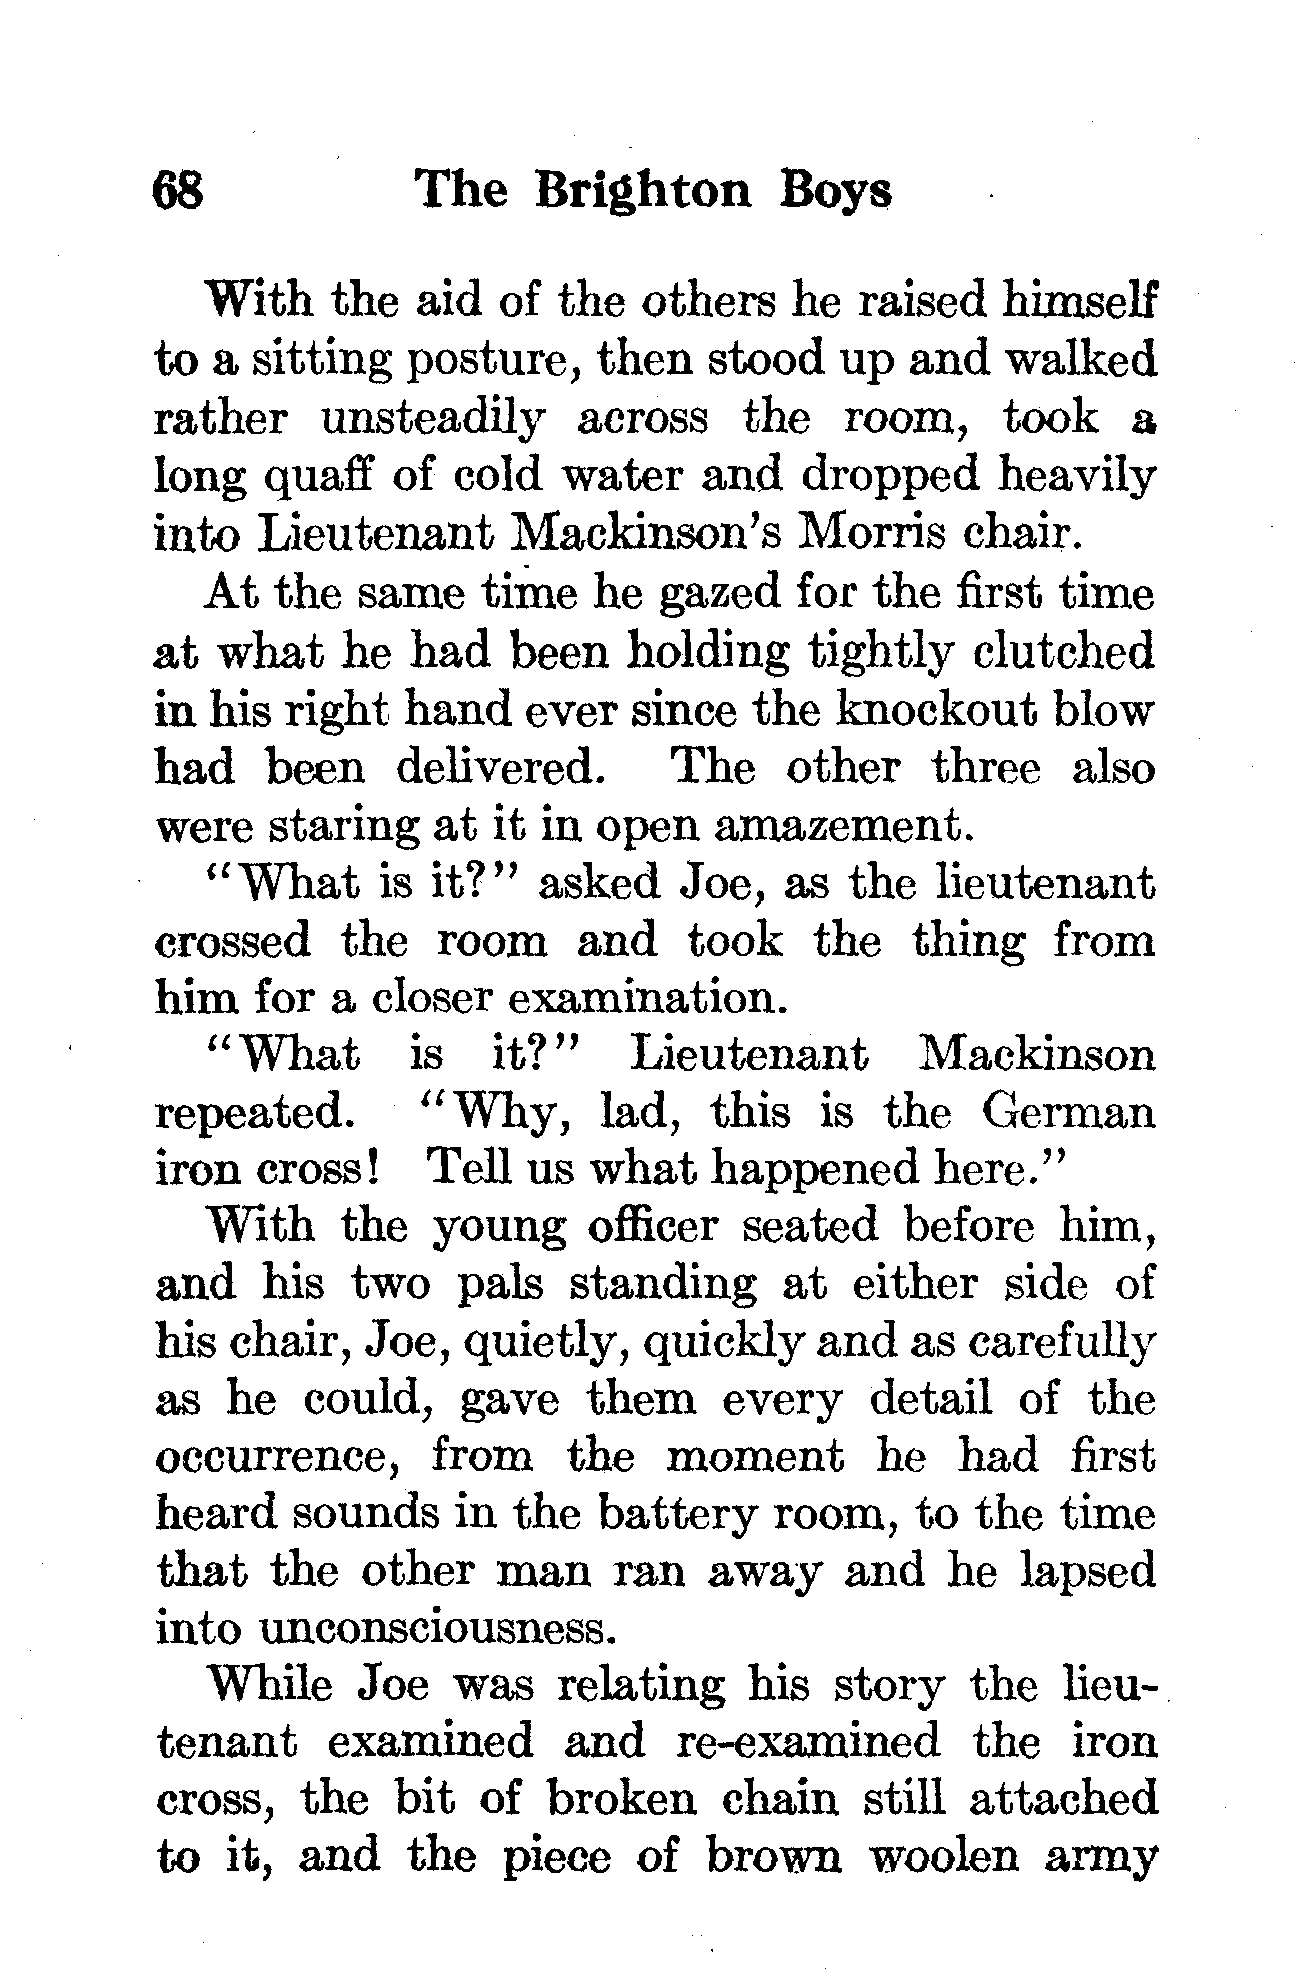 68 The Brighton Boys
With the aid of the others he raised himself
to a sitting posture, then stood up and walked
rather unsteadily across the room, took a
long quaff of cold water and dropped heavily
into Lieutenant Mackinson's Morris chair.
At the same time he gazed for the first time
at what he had been holding tightly clutched
in his right hand ever since the knockout blow
had been delivered. The other three also
were staring at it in open amazement.
"What is it?" asked Joe, as the lieutenant
crossed the room and took the thing from
him for a closer examination.
"What is it?" Lieutenant Mackinson
repeated. "Why, lad, this is the German
iron cross! Tell us what happened here."
With the young officer seated before him,
and his two pals standing at either side of
his chair, Joe, quietly, quickly and as carefully
as he could, gave them every detail of the
occurrence, from the moment he had first
heard sounds in the battery room, to the time
that the other man ran away and he lapsed
into unconsciousness.
While Joe was relating his story the lieu-
tenant examined and re-examined the iron
cross, the bit of broken chain still attached
to it, and the piece of brown woolen army